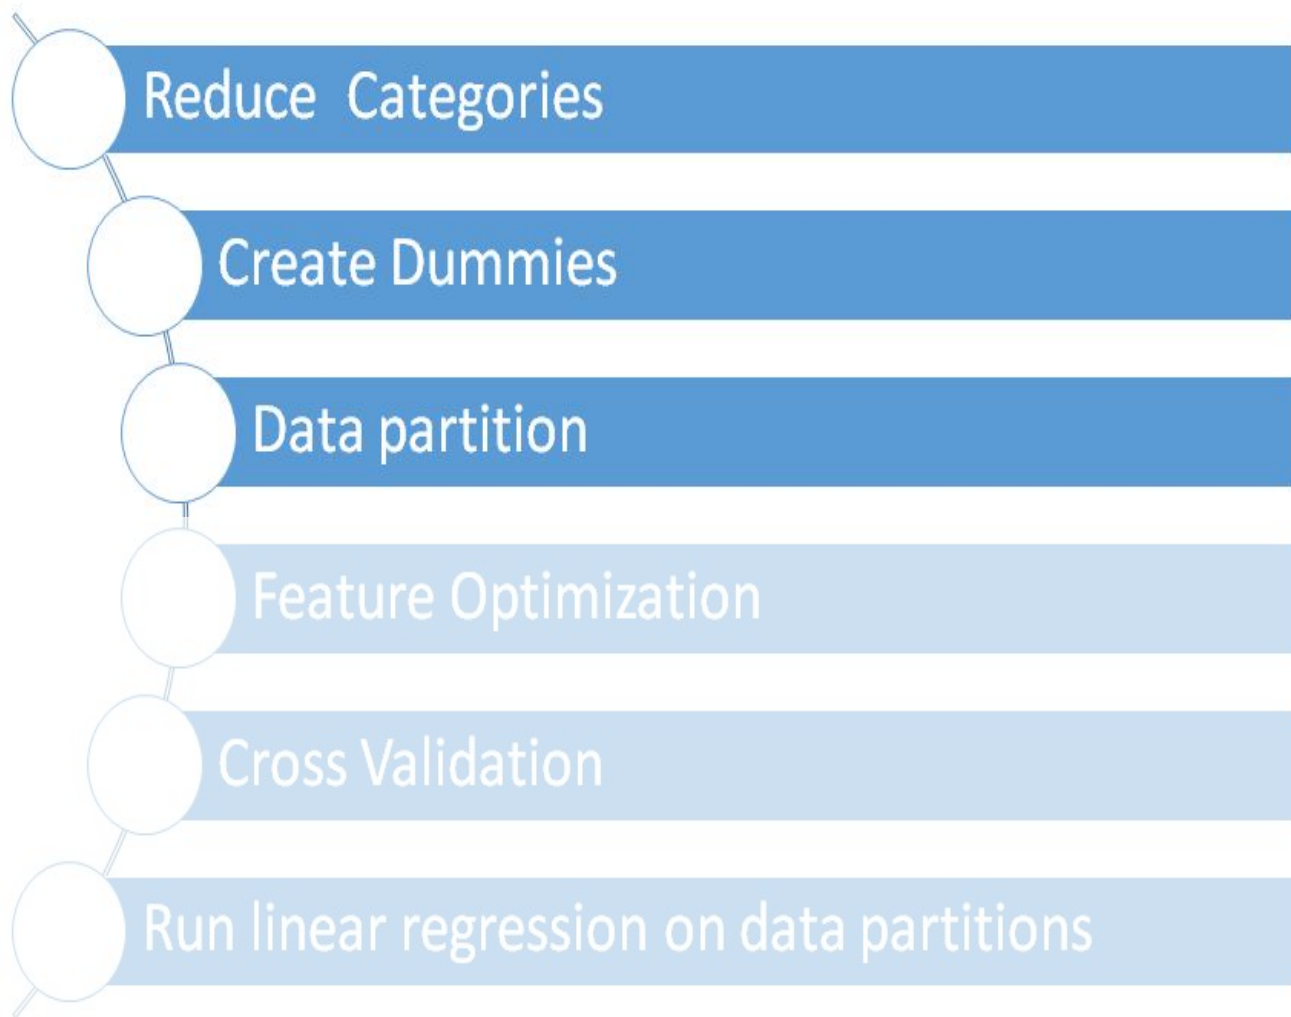 Reduce  Categories
Create Dummies
Data partition
Feature Optimization
Cross Validation
Run linear regression on data partitions